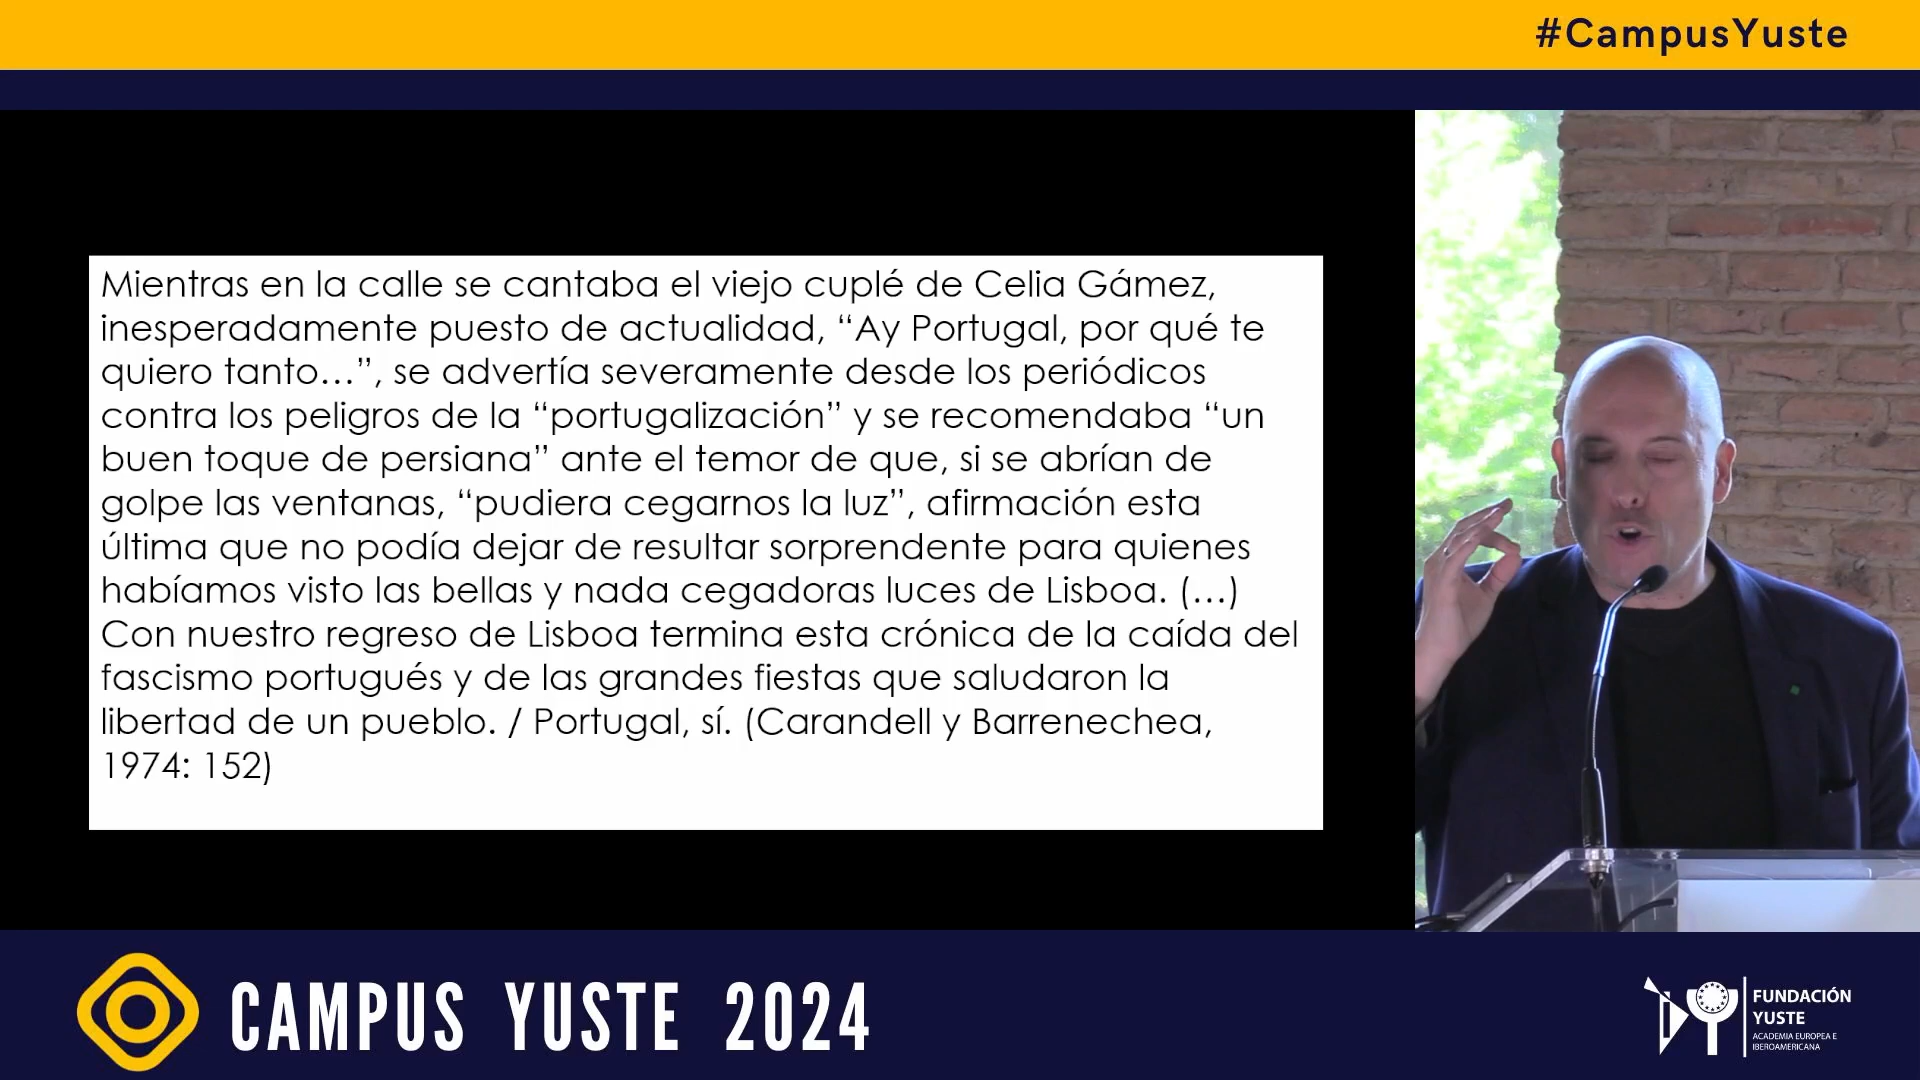 #CampusYuste
Mientras en la calle se cantaba el viejo cuplé de Celia Gámez,
inesperadamente puesto de actualidad, “Ay Portugal, por qué te
quiero tanto…”, se advertía severamente desde los periódicos
contra los peligros de la “portugalización” y se recomendaba “un
buen toque de persiana” ante el temor de que, si se abrían de
golpe las ventanas, “pudiera cegarnos la luz”, afirmación esta
última que no podía dejar de resultar sorprendente para quienes
habíamos visto las bellas y nada cegadoras luces de Lisboa. (…)
Con nuestro regreso de Lisboa termina esta crónica de la caída del
fascismo portugués y de las grandes fiestas que saludaron la
libertad de un pueblo. / Portugal, sí. (Carandell y Barrenechea,
1974: 152)
CAMPUS YUSTE 2024
FUNDACIÓN
YUSTE
ACADEMIA EUROPEA E
IBEROAMERICANA